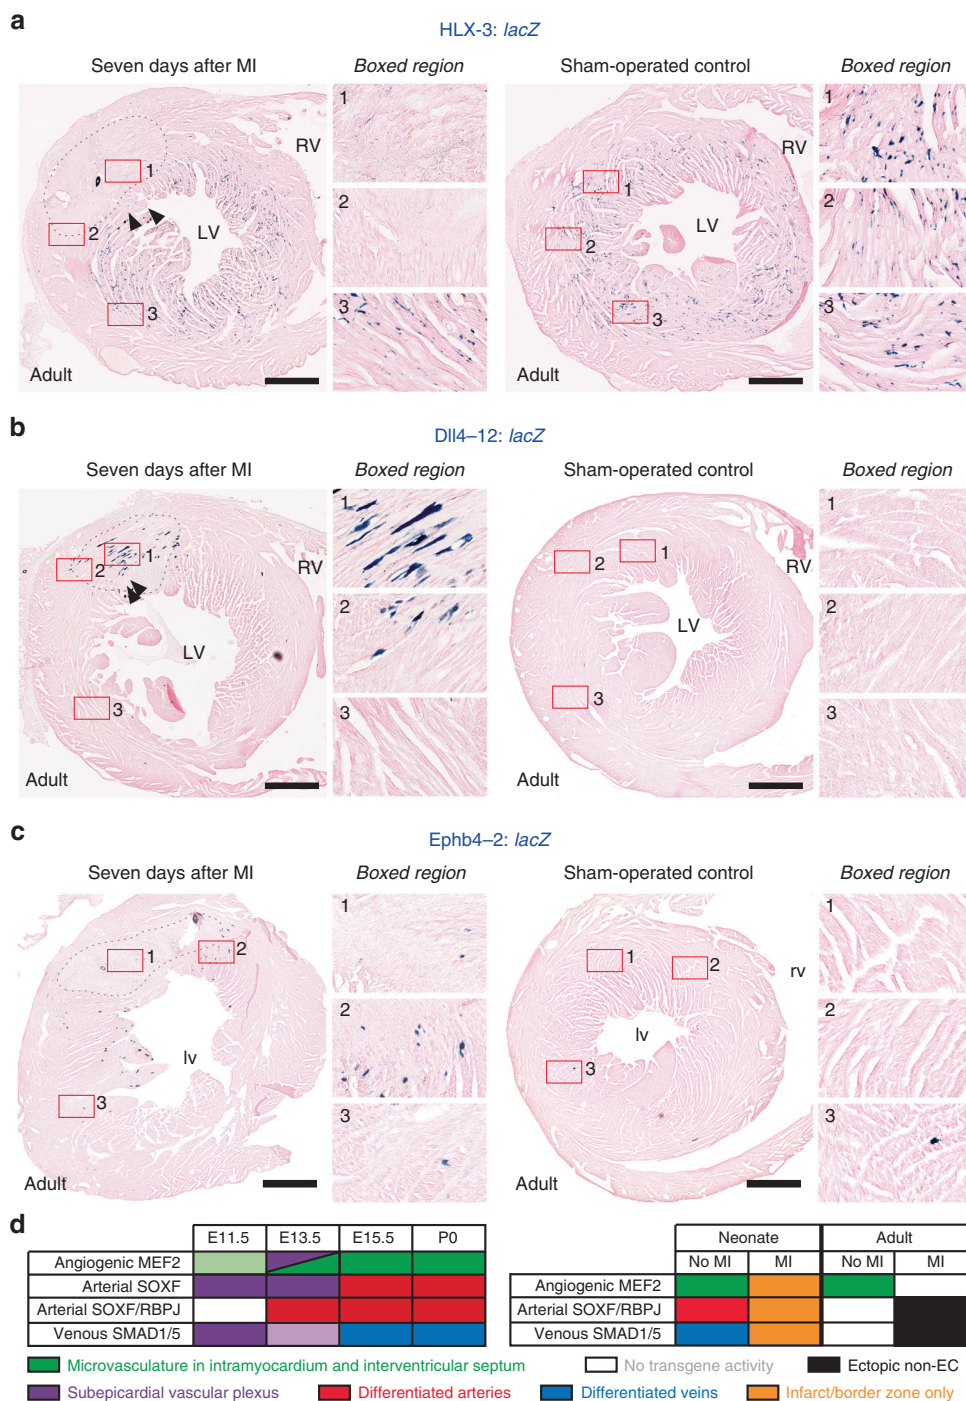 a
HLX-3: lacZ
Seven days after MI
Boxed region
Sham-operated control
Boxed region
RV
1
2
3
LV
Adult
1
2
3
RV
1
2
3
LV
Adult
1
2
3
b
Dll4–12: lacZ
Seven days after MI
Boxed region
Sham-operated control
Boxed region
RV
1
2
3
LV
Adult
1
2
3
RV
1
2
3
LV
Adult
1
2
3
c
Ephb4–2: lacZ
Seven days after MI
Boxed region
Sham-operated control
Boxed region
1
2
3
lv
Adult
1
2
3
rv
1
2
3
lv
Adult
1
2
3
d
E11.5 E13.5 E15.5 P0
Angiogenic MEF2
Arterial SOXF
Arterial SOXF/RBPJ
Venous SMAD1/5
Neonate Adult
No MI MI No MI MI
Angiogenic MEF2
Arterial SOXF/RBPJ
Venous SMAD1/5
Microvasculature in intramyocardium and interventricular septum
No transgene activity
Ectopic non-EC
Subepicardial vascular plexus
Differentiated arteries
Differentiated veins
Infarct/border zone only